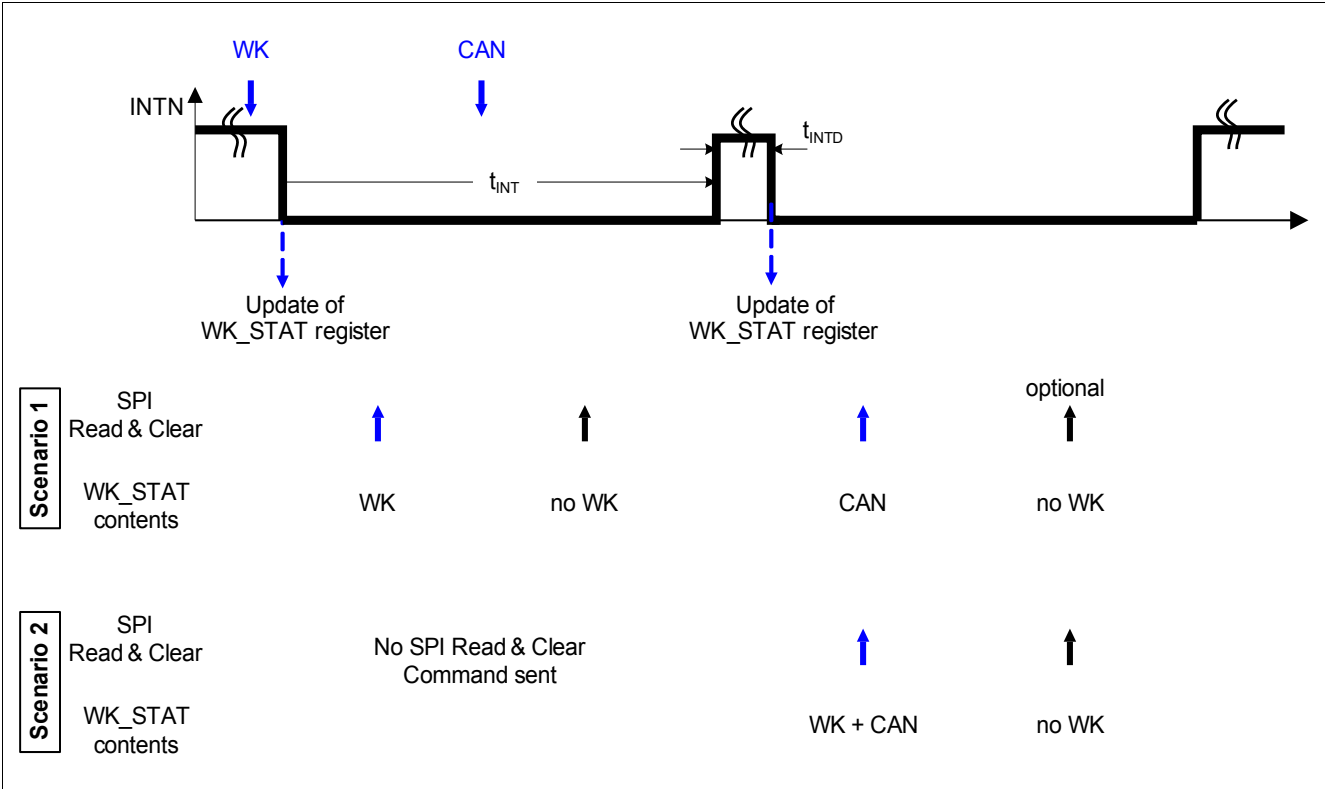 WK CAN
INTN
tINTD
tINT
Update of
WK_STAT register
Update of
WK_STAT register
Scenario 1
SPI
Read & Clear
optional
WK_STAT
contents
WK no WK CAN no WK
Scenario 2
SPI
Read & Clear
No SPI Read & Clear
Command sent
WK_STAT
contents
WK + CAN no WK